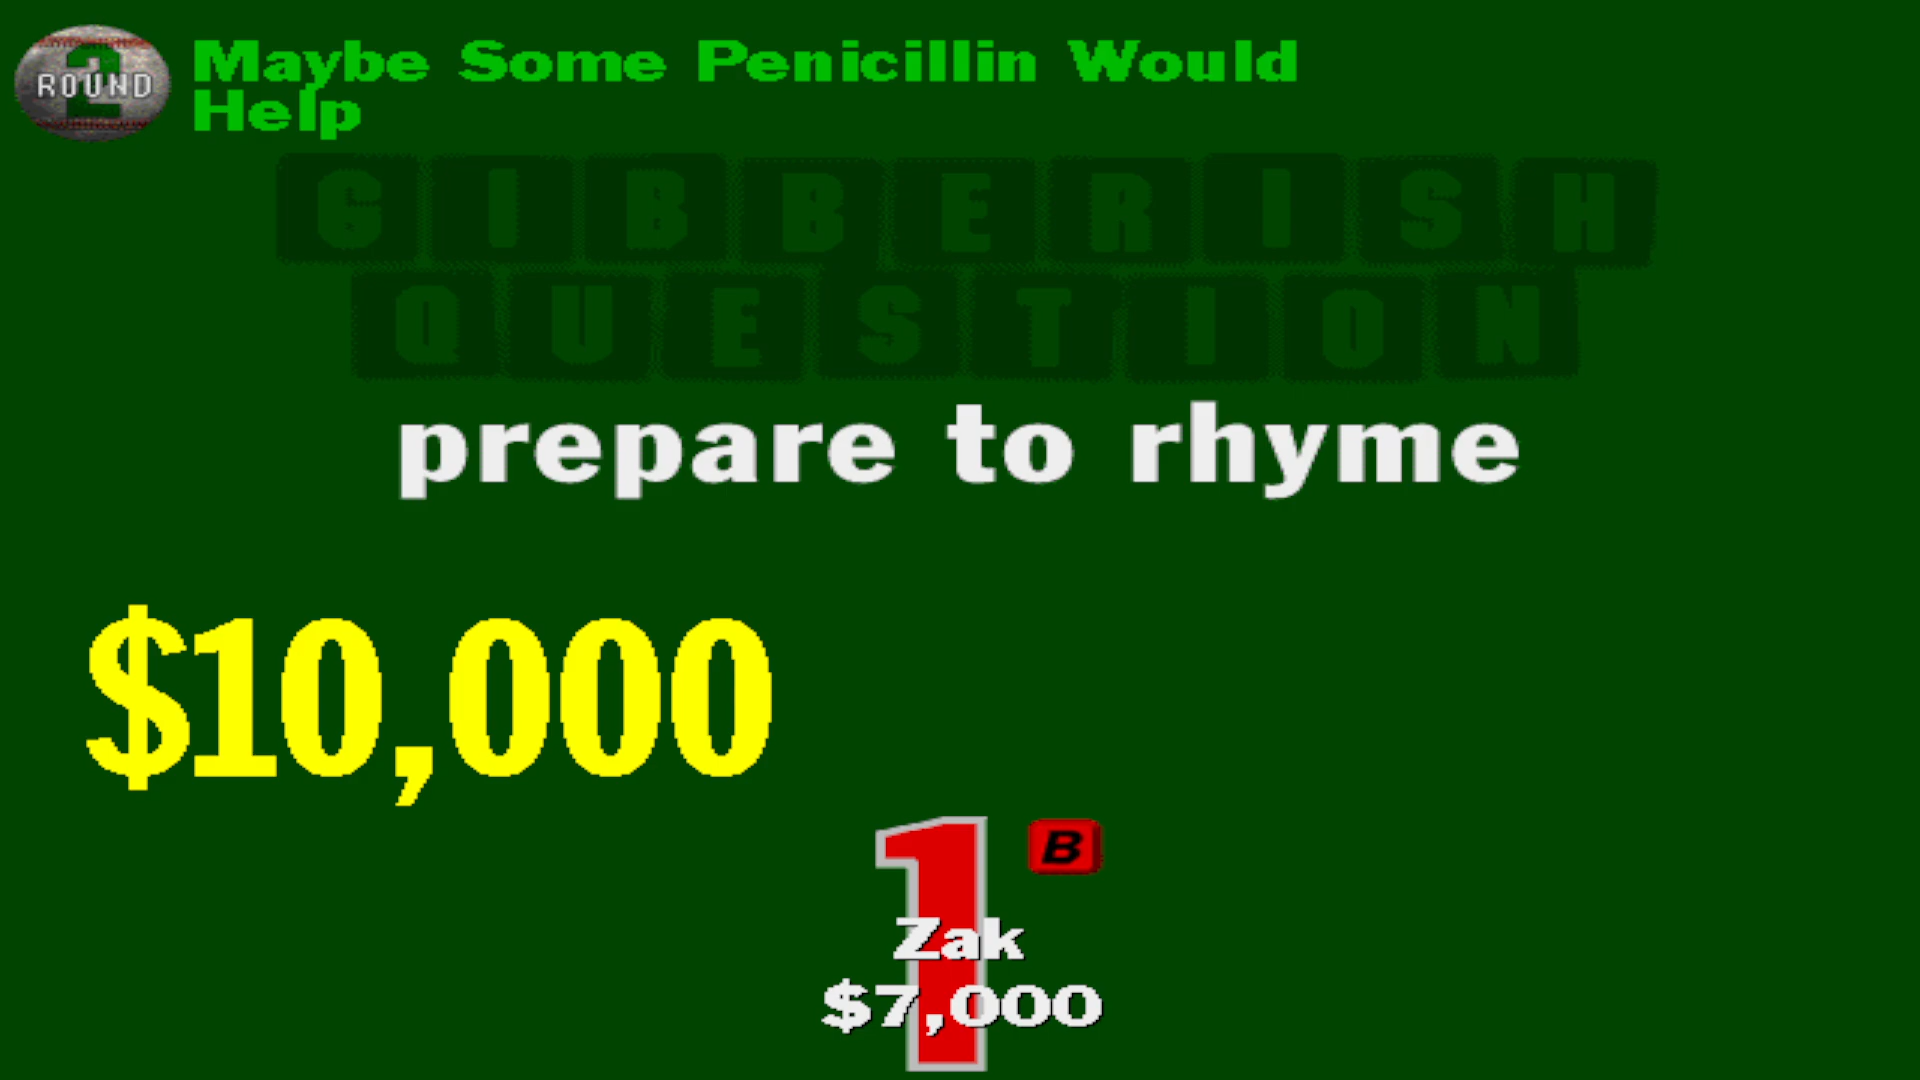 2
ROUND
Maybe Some Penicillin Would
Help
GIBBERISH
QUESTION
prepare to rhyme
$10,000
1
B
Zak
$7,000